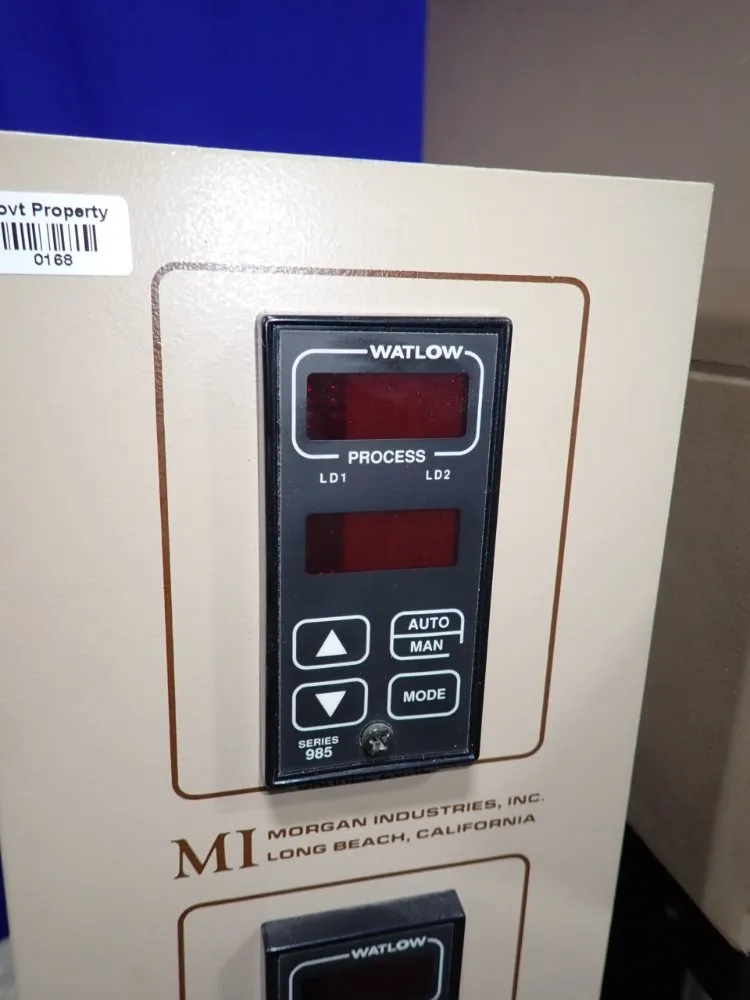 ovt Property
0168
WATLOW
PROCESS
LD1 LD2
AUTO
MAN
MODE
SERIES
985
MI MORGAN INDUSTRIES, INC.
LONG BEACH, CALIFORNIA
WATLOW